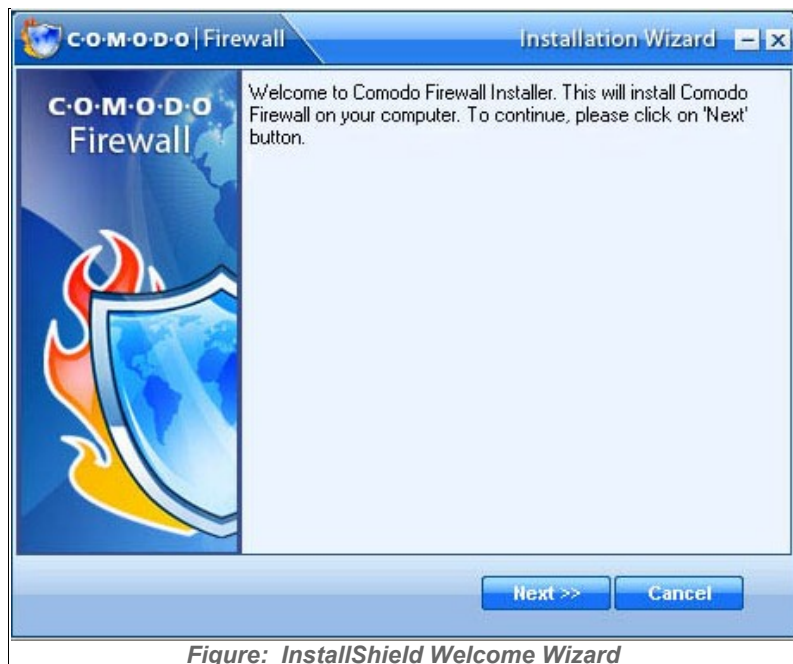 C·O·M·O·D·O | Firewall
Installation Wizard
C·O·M·O·D·O
Firewall
Welcome to Comodo Firewall Installer. This will install Comodo
Firewall on your computer. To continue, please click on 'Next'
button.
Next >>
Cancel
Figure: InstallShield Welcome Wizard